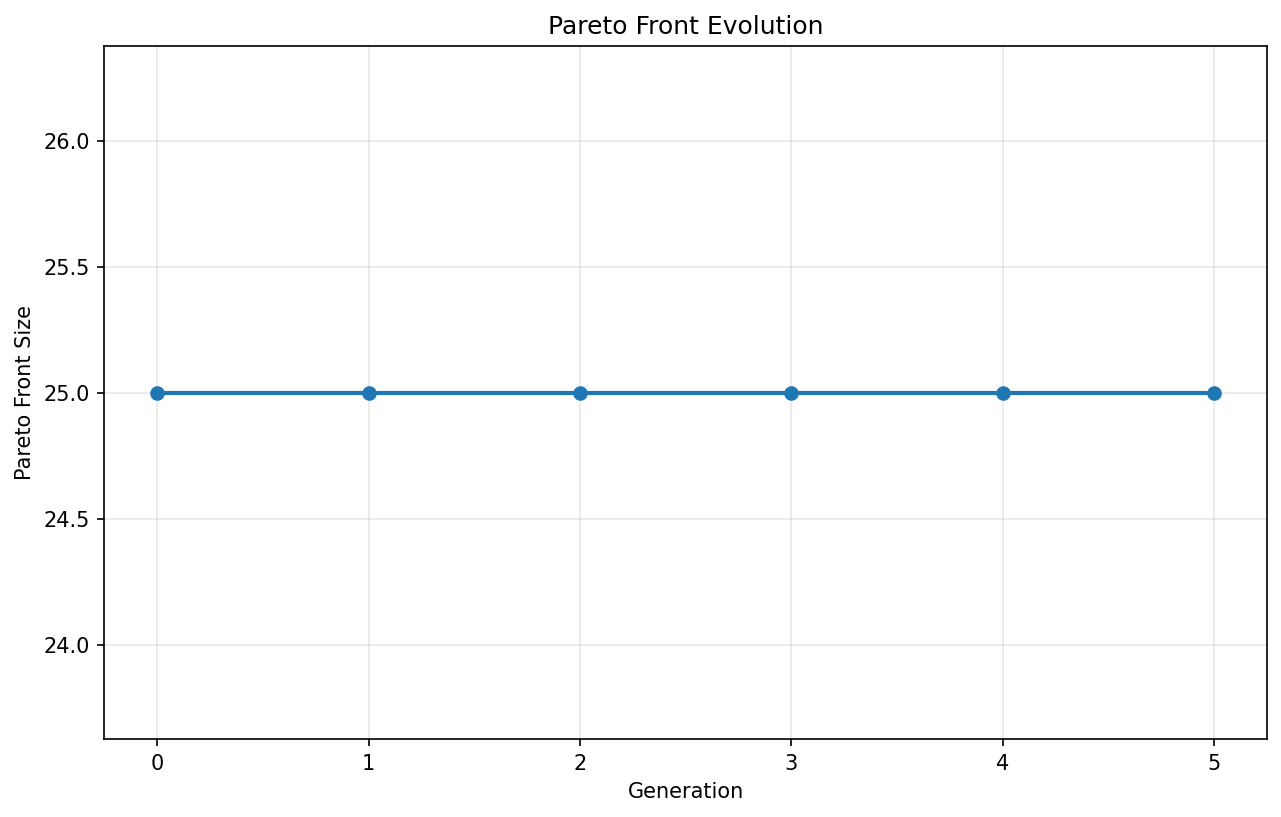 Pareto Front Evolution
26.0
25.5
25.0
24.5
24.0
Pareto Front Size
0 1 2 3 4 5
Generation